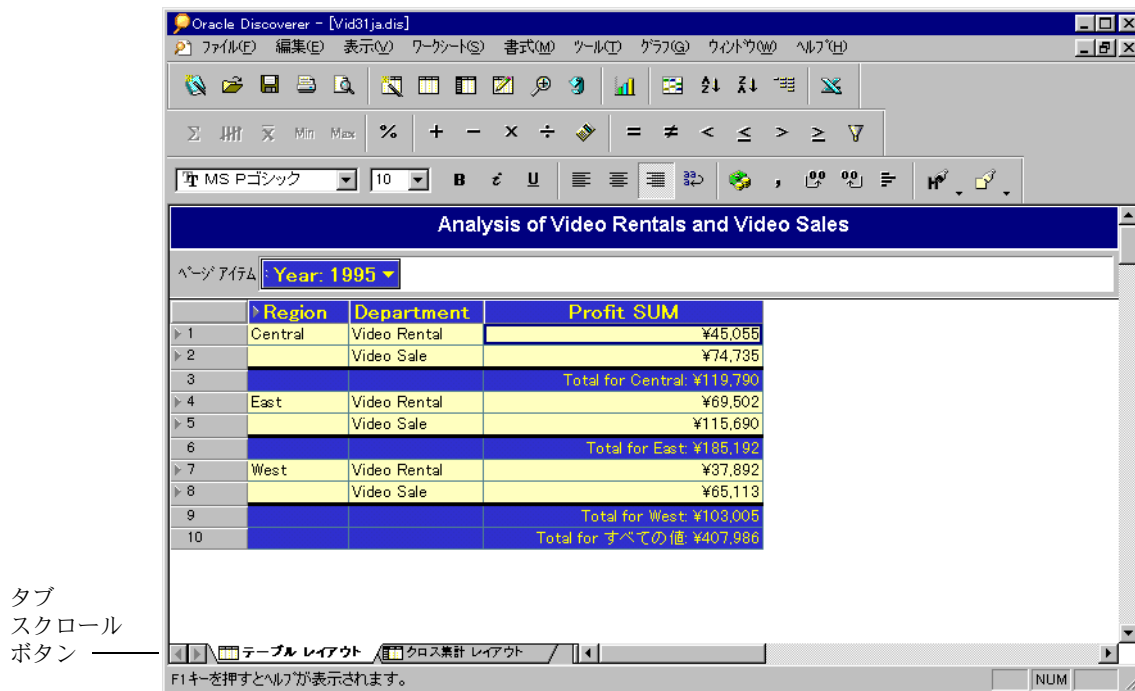 Oracle Discoverer - [Vid31ja.dis]
ファイル(F) 編集(E) 表示(V) ワークシート(S) 書式(M) ツール(T) グラフ(G) ウィンドウ(W) ヘルプ(H)
Σ X Min Max % + - × ÷ = ≠ < ≤ > ≥
MS Pゴシック 10 B i U
Analysis of Video Rentals and Video Sales
ページ アイテム Year: 1995
Region Department Profit SUM
1 Central Video Rental ¥45,055
2 Video Sale ¥74,735
3 Total for Central: ¥119,790
4 East Video Rental ¥69,502
5 Video Sale ¥115,690
6 Total for East: ¥185,192
7 West Video Rental ¥37,892
8 Video Sale ¥65,113
9 Total for West: ¥103,005
10 Total for すべての値: ¥407,986
タブ
スクロール
ボタン
テーブル レイアウト クロス集計 レイアウト
F1キーを押すとヘルプが表示されます。 NUM